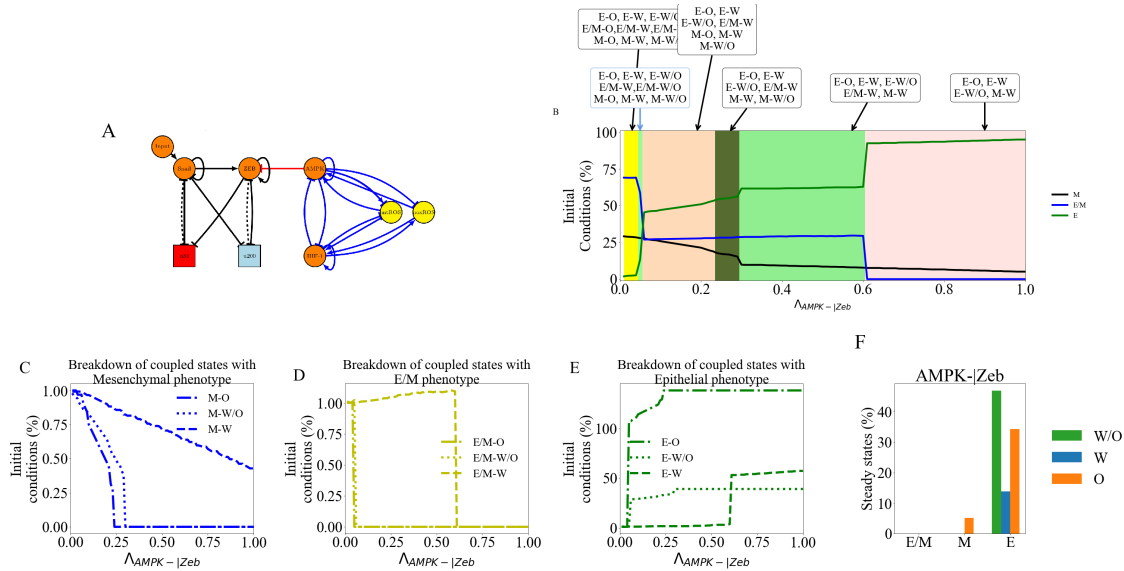 A
Input
Snail
ZEB
AMPK
HIF-1
u200
B
E-O, E-W, E-W/O
E/M-O,E/M-W,E/M-
M-O, M-W, M-W/
E-O, E-W
E-W/O, E/M-W
M-O, M-W
M-W/O
E-O, E-W, E-W/O
E/M-W,E/M-W/O
M-O, M-W, M-W/O
E-O, E-W
E-W/O, E/M-W
M-W, M-W/O
E-O, E-W, E-W/O
E/M-W, M-W
E-O, E-W
E-W/O, M-W
Initial
Conditions (%)
100
75
50
25
0
0.0
0.2
0.4
0.6
0.8
1.0
Λ_AMPK−|Zeb
M
E/M
E
C
Breakdown of coupled states with
Mesenchymal phenotype
Initial
conditions (%)
1.00
0.75
0.50
0.25
0.00
0.00
0.25
0.50
0.75
1.00
Λ_AMPK−|Zeb
M-O
M-W/O
M-W
D
Breakdown of coupled states with
E/M phenotype
Initial
conditions (%)
1.00
0.75
0.50
0.25
0.00
0.00
0.25
0.50
0.75
1.00
Λ_AMPK−|Zeb
E/M-O
E/M-W/O
E/M-W
E
Breakdown of coupled states with
Epithelial phenotype
Initial
conditions (%)
100
50
0
0.00
0.25
0.50
0.75
1.00
Λ_AMPK−|Zeb
E-O
E-W/O
E-W
F
AMPK-|Zeb
Steady states (%)
40
30
20
10
0
E/M
M
E
W/O
W
O